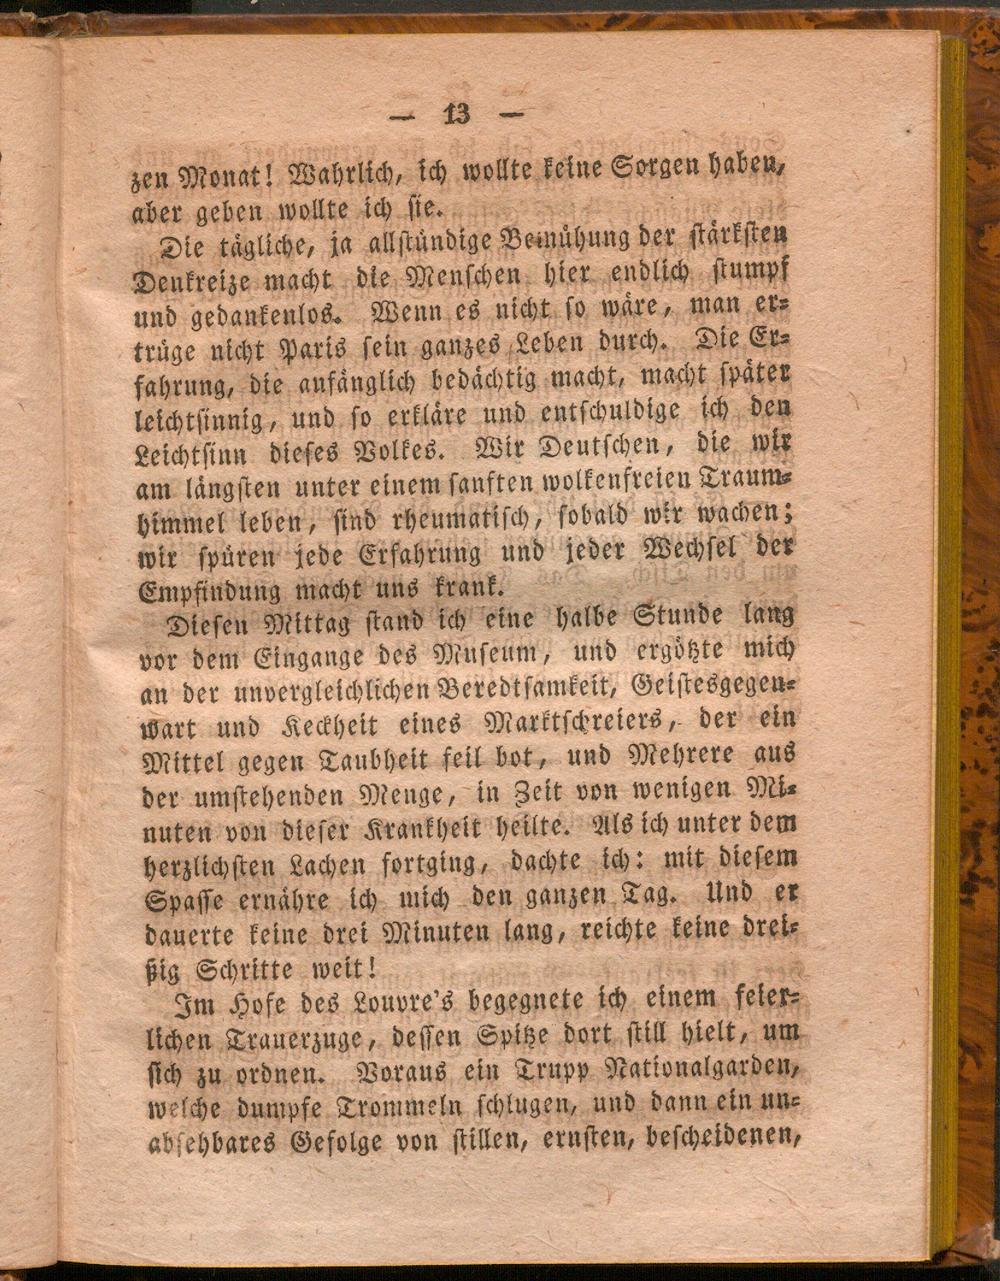 — 13 —
zen Monat! Wahrlich, ich wollte keine Sorgen haben,
aber geben wollte ich sie.
Die tägliche, ja allstündige Bemühung der stärksten
Denkreize macht die Menschen hier endlich stumpf
und gedankenlos. Wenn es nicht so wäre, man er-
trüge nicht Paris sein ganzes Leben durch. Die Er-
fahrung, die anfänglich bedächtig macht, macht später
leichtsinnig, und so erkläre und entschuldige ich den
Leichtsinn dieses Volkes. Wir Deutschen, die wir
am längsten unter einem sanften wolkenfreien Traum-
himmel leben, sind rheumatisch, sobald wir wachen;
wir spüren jede Erfahrung und jeder Wechsel der
Empfindung macht uns krank.
Diesen Mittag stand ich eine halbe Stunde lang
vor dem Eingange des Museum, und ergötzte mich
an der unvergleichlichen Beredtsamkeit, Geistesgegen-
wart und Keckheit eines Marktschreiers, der ein
Mittel gegen Taubheit feil bot, und Mehrere aus
der umstehenden Menge, in Zeit von wenigen Mi-
nuten von dieser Krankheit heilte. Als ich unter dem
herzlichsten Lachen fortging, dachte ich: mit diesem
Spasse ernähre ich mich den ganzen Tag. Und er
dauerte keine drei Minuten lang, reichte keine drei-
ßig Schritte weit!
Im Hofe des Louvre's begegnete ich einem feier-
lichen Trauerzuge, dessen Spitze dort still hielt, um
sich zu ordnen. Voraus ein Trupp Nationalgarden,
welche dumpfe Trommeln schlugen, und dann ein un-
absehbares Gefolge von stillen, ernsten, bescheidenen,